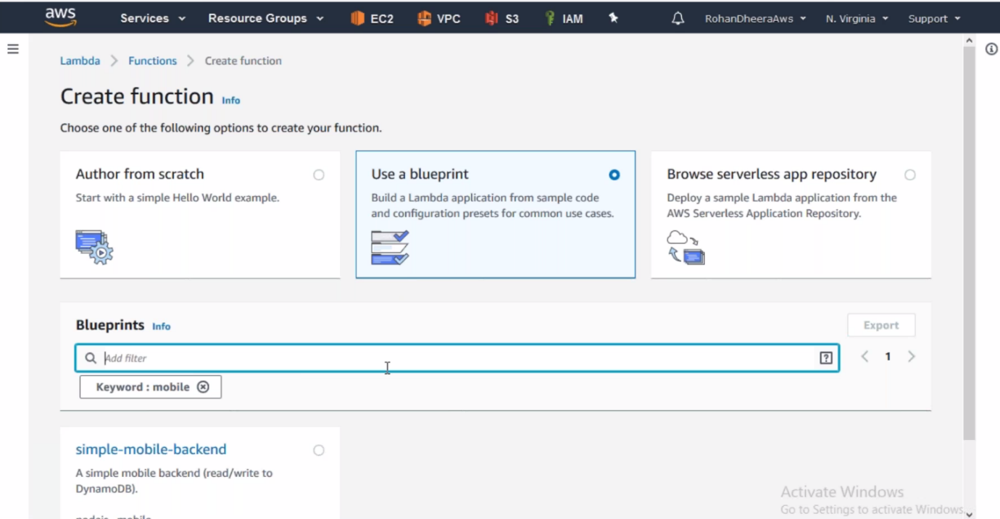 aws Services Resource Groups EC2 VPC S3 IAM RohanDheeraAws N. Virginia Support
Lambda Functions Create function
Create function Info
Choose one of the following options to create your function.
Author from scratch
Start with a simple Hello World example.
Use a blueprint
Build a Lambda application from sample code
and configuration presets for common use cases.
Browse serverless app repository
Deploy a sample Lambda application from the
AWS Serverless Application Repository.
Blueprints Info
Export
Add filter
1
Keyword : mobile
simple-mobile-backend
A simple mobile backend (read/write to
DynamoDB).
nodejs · mobile
Activate Windows
Go to Settings to activate Windows.